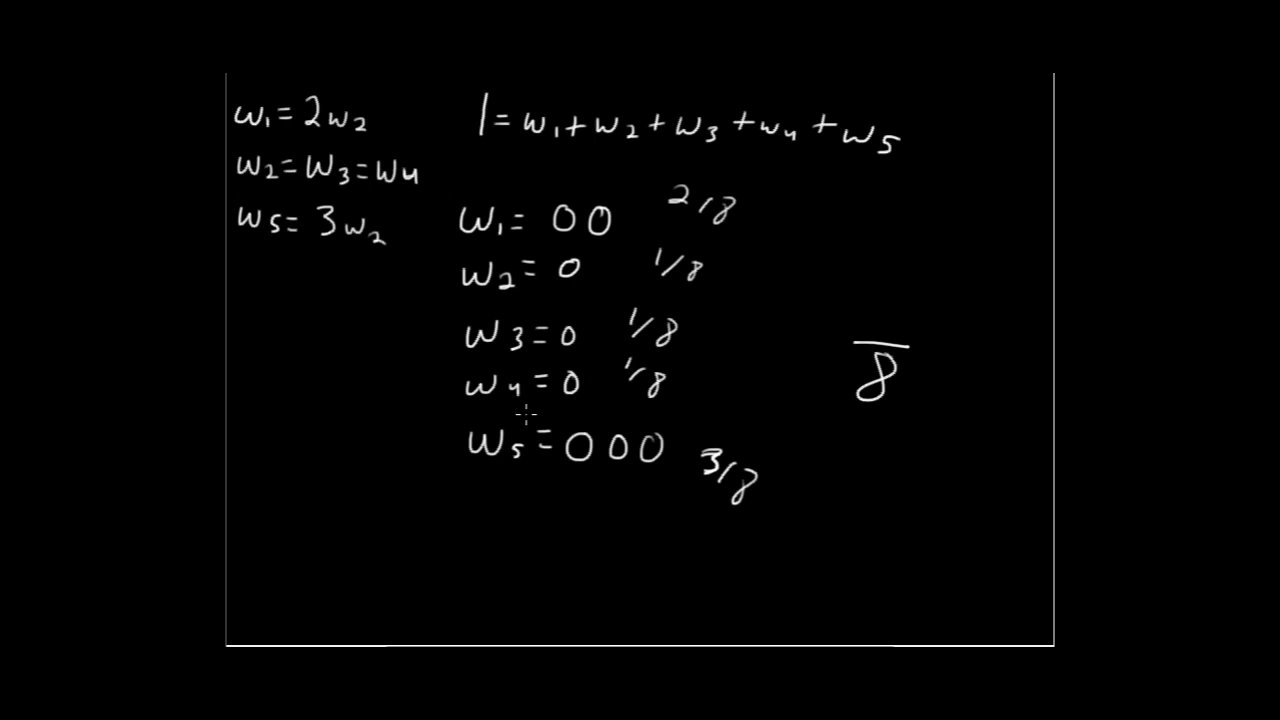 w1 = 2w2
w2 = w3 = w4
w5 = 3w2
1 = w1 + w2 + w3 + w4 + w5
w1 = 0 0 2/8
w2 = 0 1/8
w3 = 0 1/8
w4 = 0 1/8
w5 = 0 0 0 3/8
8